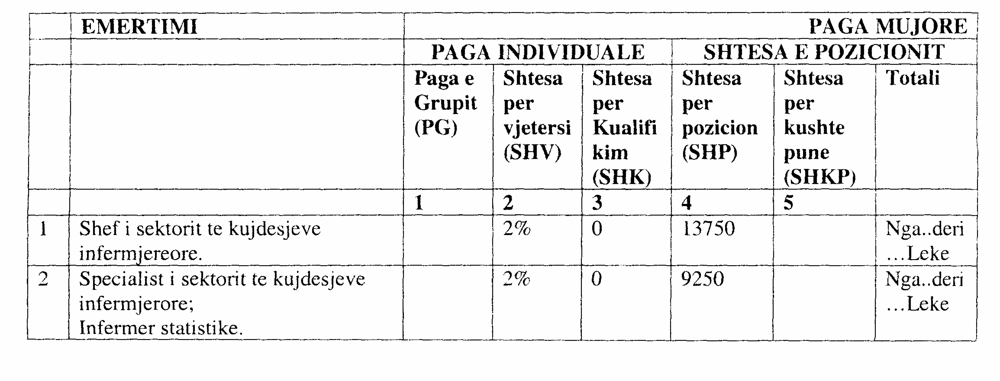 EMERTIMI PAGA MUJORE
PAGA INDIVIDUALE SHTESA E POZICIONIT
Paga e Shtesa Shtesa Shtesa Shtesa Totali
Grupit per per per per
(PG) vjetersi Kualifi pozicion kushte
(SHV) kim (SHP) pune
(SHK) (SHKP)
1 2 3 4 5
1 Shef i sektorit te kujdesjeve 2% 0 13750 Nga..deri
infermjereore. ...Leke
2 Specialist i sektorit te kujdesjeve 2% 0 9250 Nga..deri
infermjerore; ...Leke
Infermer statistike.